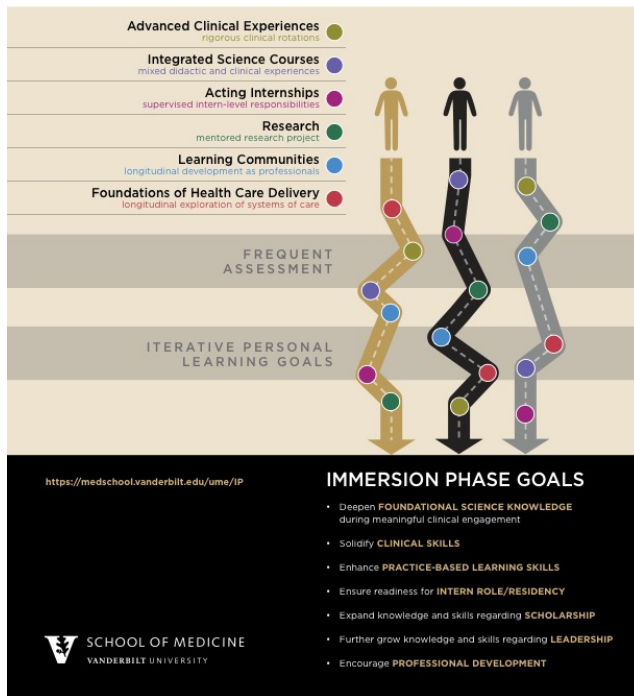 Advanced Clinical Experiences
rigorous clinical rotations
Integrated Science Courses
mixed didactic and clinical experiences
Acting Internships
supervised intern-level responsibilities
Research
mentored research project
Learning Communities
longitudinal development as professionals
Foundations of Health Care Delivery
longitudinal exploration of systems of care
FREQUENT
ASSESSMENT
ITERATIVE PERSONAL
LEARNING GOALS
https://medschool.vanderbilt.edu/ume/IP
IMMERSION PHASE GOALS
• Deepen FOUNDATIONAL SCIENCE KNOWLEDGE
during meaningful clinical engagement
• Solidify CLINICAL SKILLS
• Enhance PRACTICE-BASED LEARNING SKILLS
• Ensure readiness for INTERN ROLE/RESIDENCY
• Expand knowledge and skills regarding SCHOLARSHIP
• Further grow knowledge and skills regarding LEADERSHIP
• Encourage PROFESSIONAL DEVELOPMENT
V SCHOOL OF MEDICINE
VANDERBILT UNIVERSITY